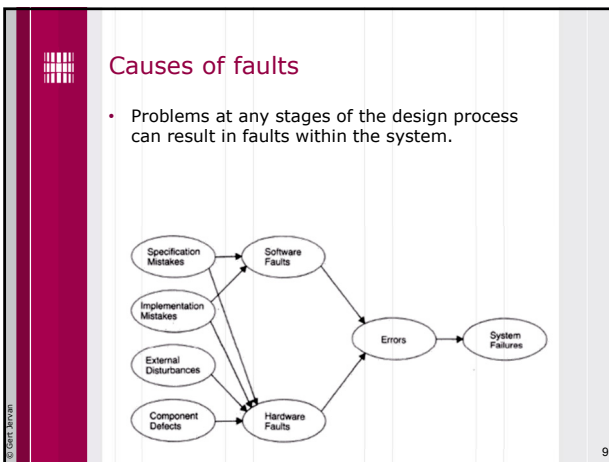 Causes of faults
• Problems at any stages of the design process
can result in faults within the system.
Specification
Mistakes
Software
Faults
Implementation
Mistakes
Errors
System
Failures
External
Disturbances
Component
Defects
Hardware
Faults
© Gert Jervan
9